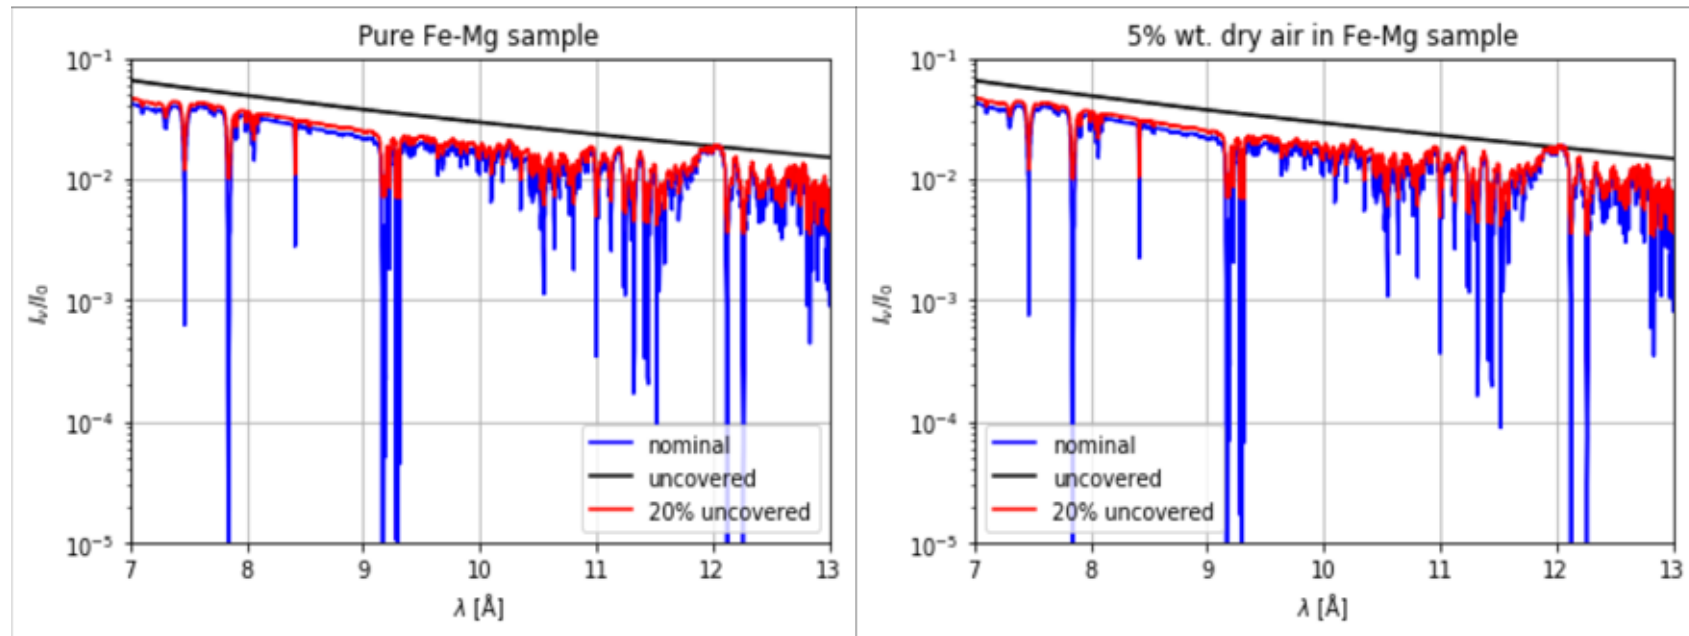 Pure Fe-Mg sample
10⁻¹
10⁻²
10⁻³
10⁻⁴
10⁻⁵
Iν/I₀
nominal
uncovered
20% uncovered
7 8 9 10 11 12 13
λ [Å]
5% wt. dry air in Fe-Mg sample
10⁻¹
10⁻²
10⁻³
10⁻⁴
10⁻⁵
Iν/I₀
nominal
uncovered
20% uncovered
7 8 9 10 11 12 13
λ [Å]